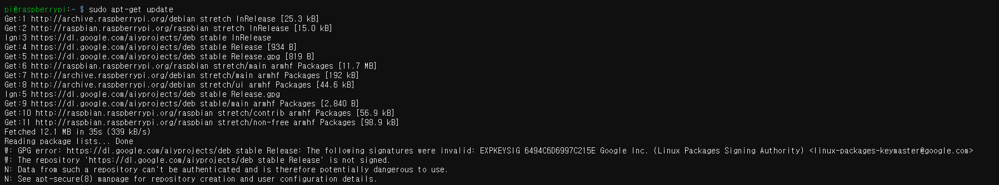 pi@raspberrypi:~ $ sudo apt-get update
Get:1 http://archive.raspberrypi.org/debian stretch InRelease [25.3 kB]
Get:2 http://raspbian.raspberrypi.org/raspbian stretch InRelease [15.0 kB]
Ign:3 https://dl.google.com/aiyprojects/deb stable InRelease
Get:4 https://dl.google.com/aiyprojects/deb stable Release [934 B]
Get:5 https://dl.google.com/aiyprojects/deb stable Release.gpg [819 B]
Get:6 http://raspbian.raspberrypi.org/raspbian stretch/main armhf Packages [11.7 MB]
Get:7 http://archive.raspberrypi.org/debian stretch/main armhf Packages [192 kB]
Get:8 http://archive.raspberrypi.org/debian stretch/ui armhf Packages [44.6 kB]
Ign:5 https://dl.google.com/aiyprojects/deb stable Release.gpg
Get:9 https://dl.google.com/aiyprojects/deb stable/main armhf Packages [2,840 B]
Get:10 http://raspbian.raspberrypi.org/raspbian stretch/contrib armhf Packages [56.9 kB]
Get:11 http://raspbian.raspberrypi.org/raspbian stretch/non-free armhf Packages [98.9 kB]
Fetched 12.1 MB in 35s (339 kB/s)
Reading package lists... Done
W: GPG error: https://dl.google.com/aiyprojects/deb stable Release: The following signatures were invalid: EXPKEYSIG 6494C6D6997C215E Google Inc. (Linux Packages Signing Authority) <linux-packages-keymaster@google.com>
W: The repository 'https://dl.google.com/aiyprojects/deb stable Release' is not signed.
N: Data from such a repository can't be authenticated and is therefore potentially dangerous to use.
N: See apt-secure(8) manpage for repository creation and user configuration details.